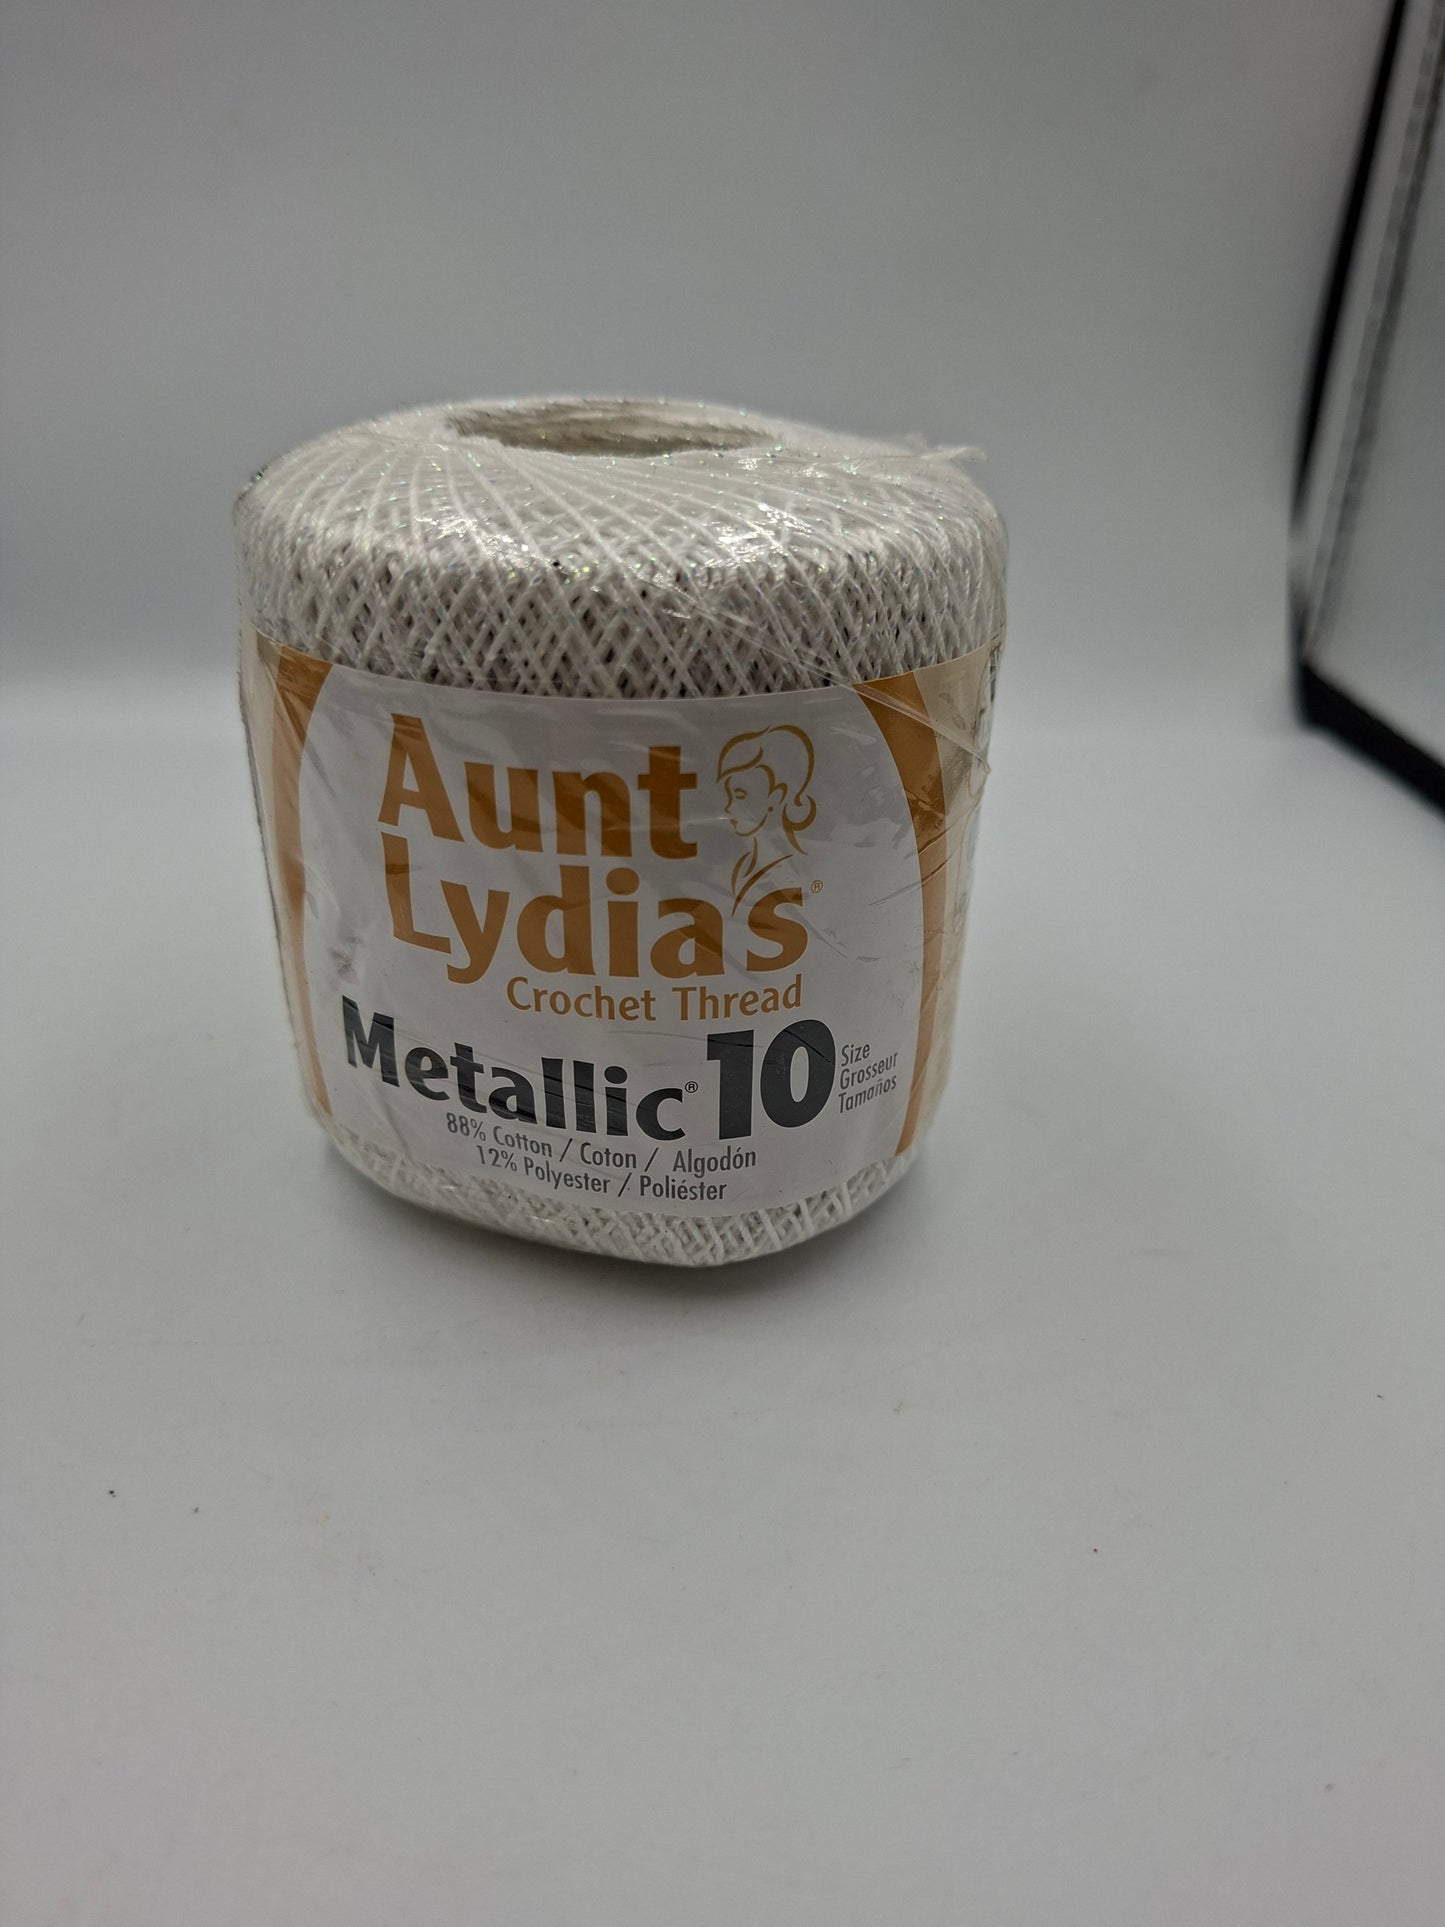 Aunt
Lydia's®
Crochet Thread
Metallic® 10 Size
Grosseur
Tamaños
88% Cotton / Coton / Algodón
12% Polyester / Poliéster